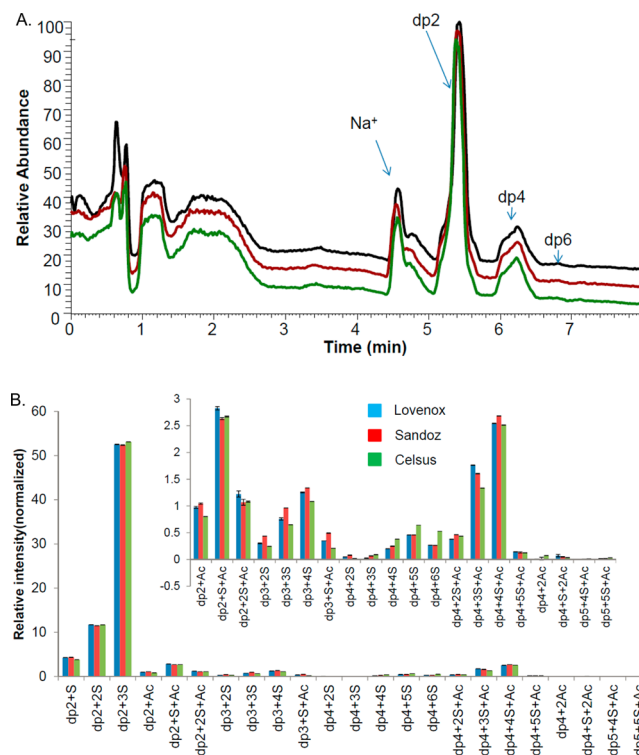 A.
100
90
80
70
60
50
40
30
20
10
0
Relative Abundance
Na+
dp2
dp4
dp6
0 1 2 3 4 5 6 7
Time (min)
B.
60
50
40
30
20
10
0
Relative intensity(normalized)
3
2.5
2
1.5
1
0.5
0
-0.5
Lovenox
Sandoz
Celsus
dp2+Ac
dp2+S+Ac
dp2+2S+Ac
dp3+2S
dp3+3S
dp3+4S
dp3+S+Ac
dp4+2S
dp4+3S
dp4+4S
dp4+5S
dp4+6S
dp4+2S+Ac
dp4+3S+Ac
dp4+4S+Ac
dp4+5S+Ac
dp4+2Ac
dp4+S+2Ac
dp5+4S+Ac
dp5+5S+Ac
dp2+S
dp2+2S
dp2+3S
dp2+Ac
dp2+S+Ac
dp2+2S+Ac
dp3+2S
dp3+3S
dp3+4S
dp3+S+Ac
dp4+2S
dp4+3S
dp4+4S
dp4+5S
dp4+6S
dp4+2S+Ac
dp4+3S+Ac
dp4+4S+Ac
dp4+5S+Ac
dp4+2Ac
dp4+S+2Ac
dp5+4S+Ac